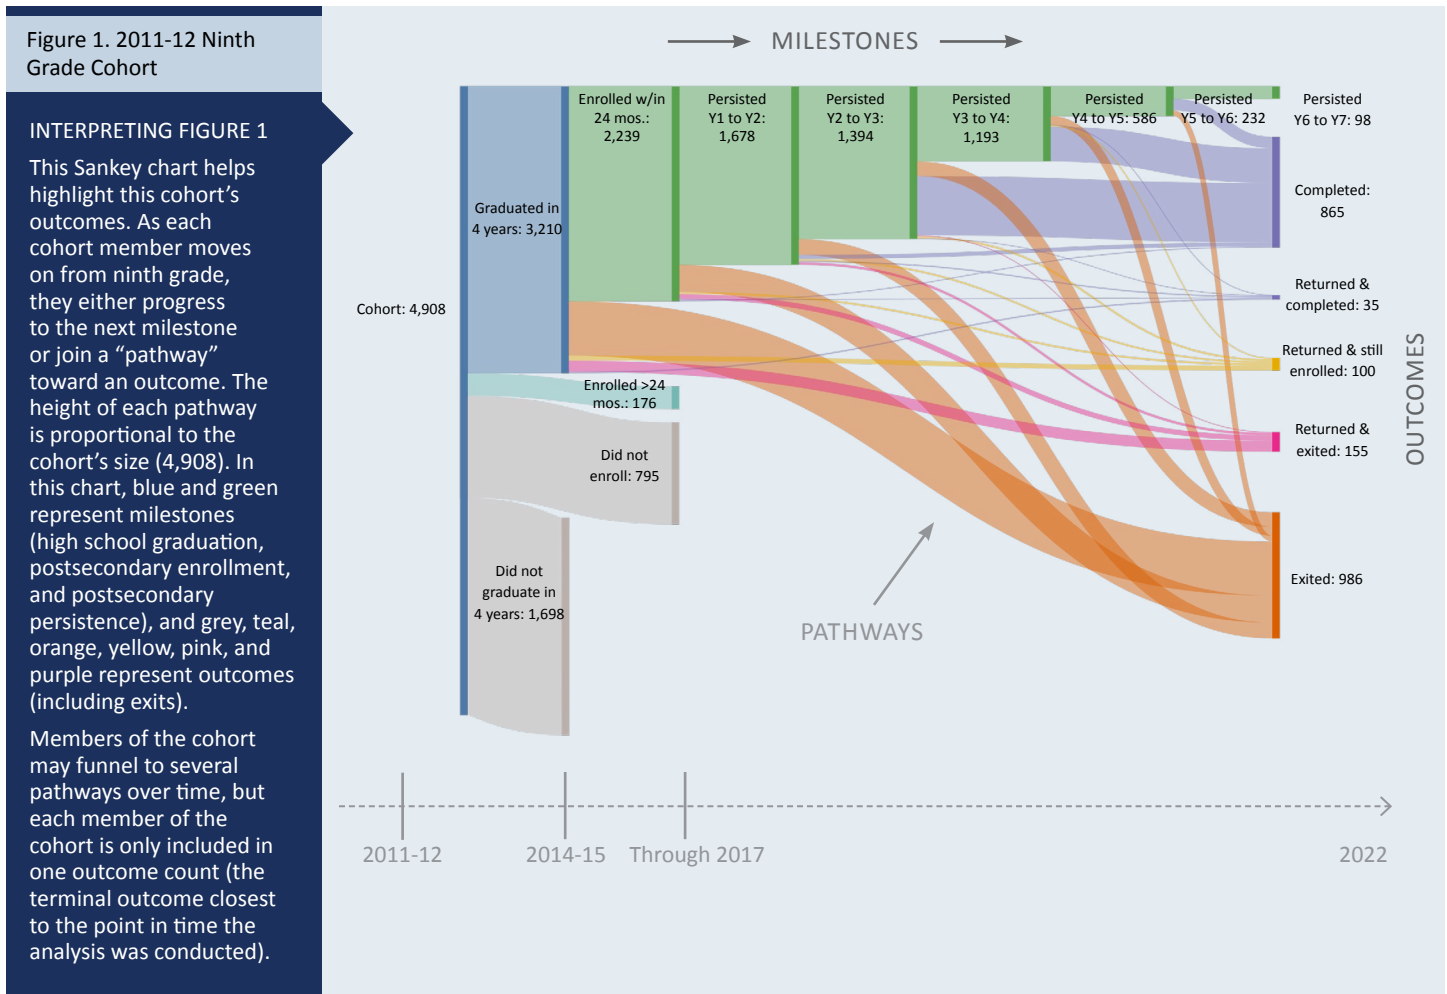 Figure 1. 2011-12 Ninth
Grade Cohort
INTERPRETING FIGURE 1
This Sankey chart helps
highlight this cohort's
outcomes. As each
cohort member moves
on from ninth grade,
they either progress
to the next milestone
or join a “pathway”
toward an outcome. The
height of each pathway
is proportional to the
cohort's size (4,908). In
this chart, blue and green
represent milestones
(high school graduation,
postsecondary enrollment,
and postsecondary
persistence), and grey, teal,
orange, yellow, pink, and
purple represent outcomes
(including exits).
Members of the cohort
may funnel to several
pathways over time, but
each member of the
cohort is only included in
one outcome count (the
terminal outcome closest
to the point in time the
analysis was conducted).
MILESTONES
Cohort: 4,908
Graduated in
4 years: 3,210
Did not
graduate in
4 years: 1,698
Enrolled w/in
24 mos.:
2,239
Enrolled >24
mos.: 176
Did not
enroll: 795
Persisted
Y1 to Y2:
1,678
Persisted
Y2 to Y3:
1,394
Persisted
Y3 to Y4:
1,193
Persisted
Y4 to Y5: 586
Persisted
Y5 to Y6: 232
Persisted
Y6 to Y7: 98
Completed:
865
Returned &
completed: 35
Returned & still
enrolled: 100
Returned &
exited: 155
Exited: 986
OUTCOMES
PATHWAYS
2011-12
2014-15
Through 2017
2022